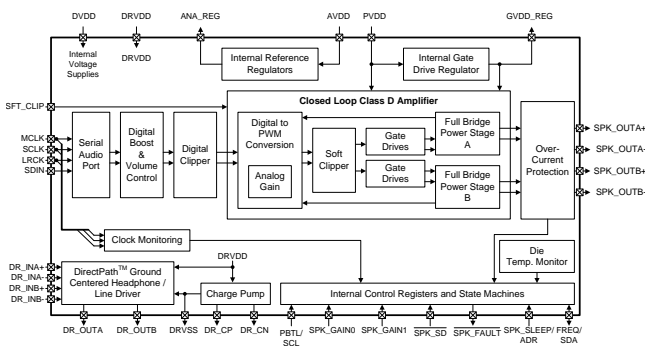 DVDD
DRVDD
ANA_REG
AVDD
PVDD
GVDD_REG
Internal
Voltage
Supplies
DRVDD
Internal Reference
Regulators
Internal Gate
Drive Regulator
SFT_CLIP
Closed Loop Class D Amplifier
MCLK
SCLK
LRCK
SDIN
Serial
Audio
Port
Digital
Boost
&
Volume
Control
Digital
Clipper
Digital to
PWM
Conversion
Analog
Gain
Soft
Clipper
Gate
Drives
Gate
Drives
Full Bridge
Power Stage
A
Full Bridge
Power Stage
B
Over-
Current
Protection
SPK_OUTA+
SPK_OUTA-
SPK_OUTB+
SPK_OUTB-
Clock Monitoring
Die
Temp. Monitor
DRVDD
DR_INA+
DR_INA-
DR_INB+
DR_INB-
DirectPath™ Ground
Centered Headphone /
Line Driver
Charge Pump
Internal Control Registers and State Machines
DR_OUTA
DR_OUTB
DRVSS
DR_CP
DR_CN
PBTL/
SCL
SPK_GAIN0
SPK_GAIN1
SPK_SD
SPK_FAULT
SPK_SLEEP/
ADR
FREQ/
SDA